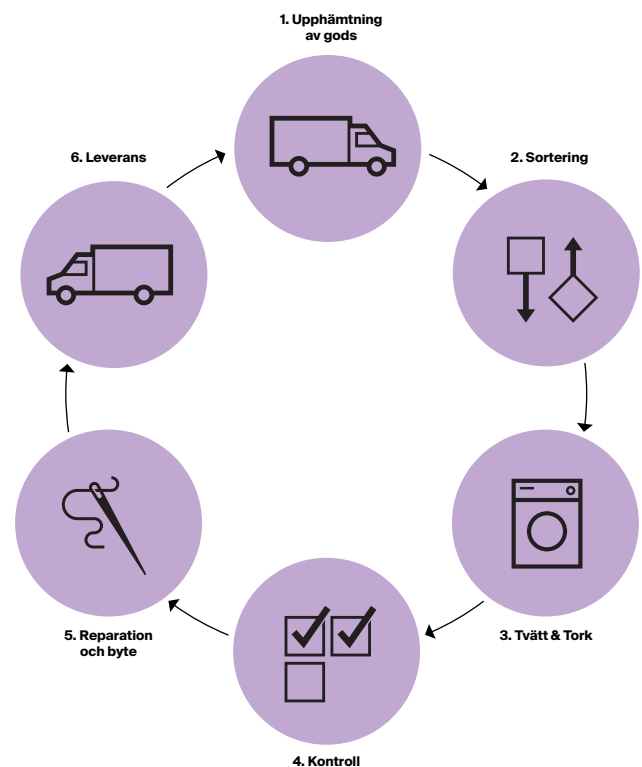 1. Upphämtning
av gods
2. Sortering
3. Tvätt & Tork
4. Kontroll
5. Reparation
och byte
6. Leverans